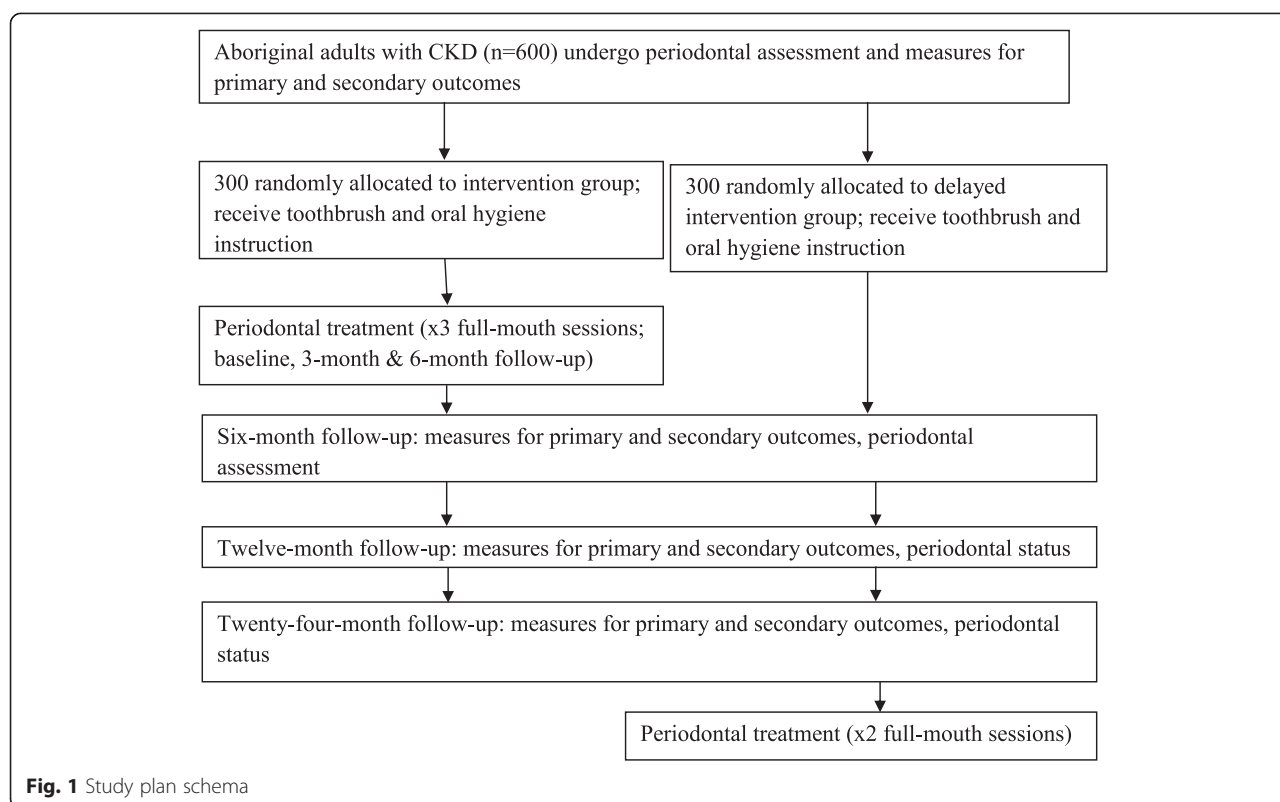 Aboriginal adults with CKD (n=600) undergo periodontal assessment and measures for
primary and secondary outcomes
300 randomly allocated to intervention group;
receive toothbrush and oral hygiene
instruction
300 randomly allocated to delayed
intervention group; receive toothbrush and
oral hygiene instruction
Periodontal treatment (x3 full-mouth sessions;
baseline, 3-month & 6-month follow-up)
Six-month follow-up: measures for primary and secondary outcomes, periodontal
assessment
Twelve-month follow-up: measures for primary and secondary outcomes, periodontal status
Twenty-four-month follow-up: measures for primary and secondary outcomes, periodontal
status
Periodontal treatment (x2 full-mouth sessions)
Fig. 1 Study plan schema